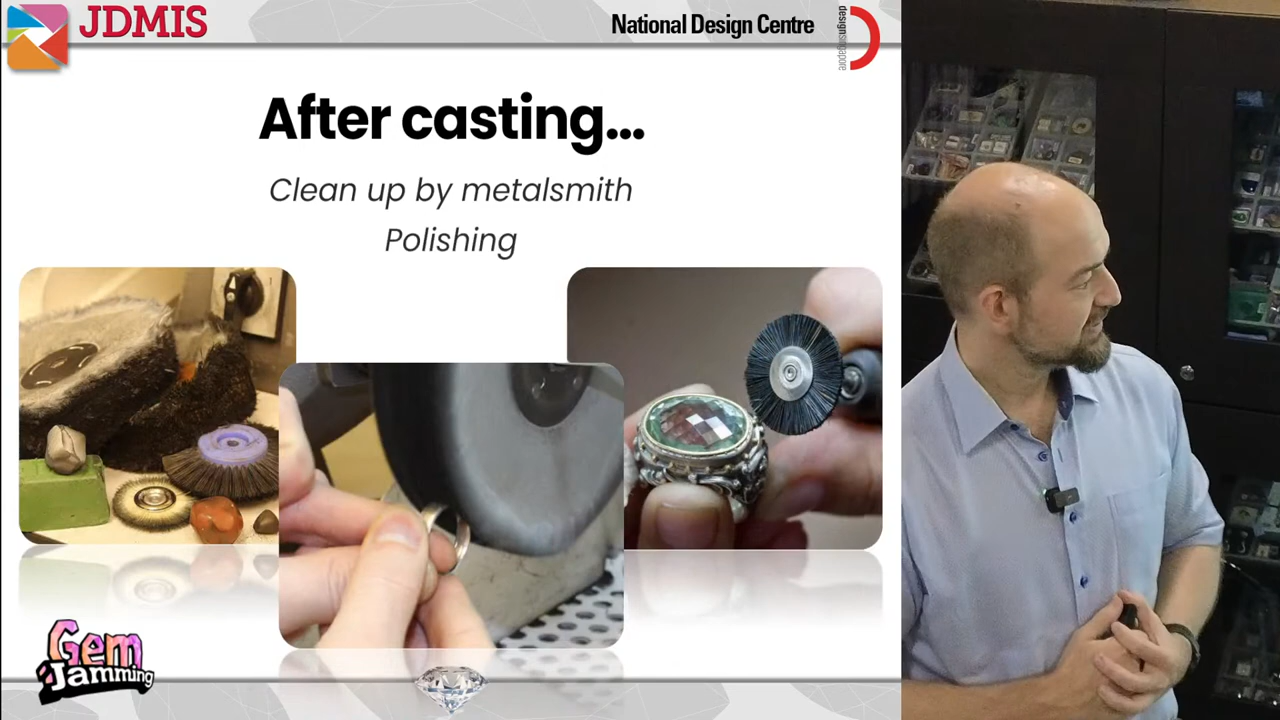 JDMIS
National Design Centre
designsingapore
After casting...
Clean up by metalsmith
Polishing
Gem
Jamming